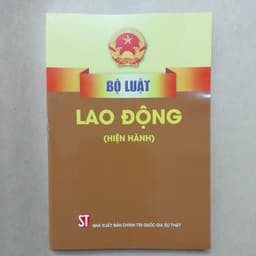 BỘ LUẬT
LAO ĐỘNG
(HIỆN HÀNH)
ST
NHÀ XUẤT BẢN CHÍNH TRỊ QUỐC GIA SỰ THẬT